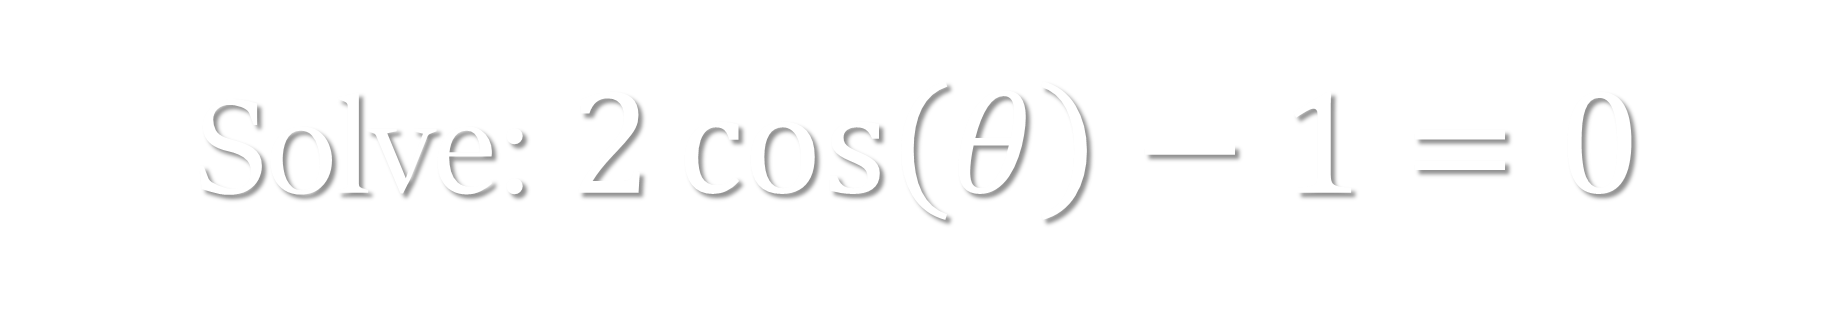 Solve: 2 cos(θ) − 1 = 0